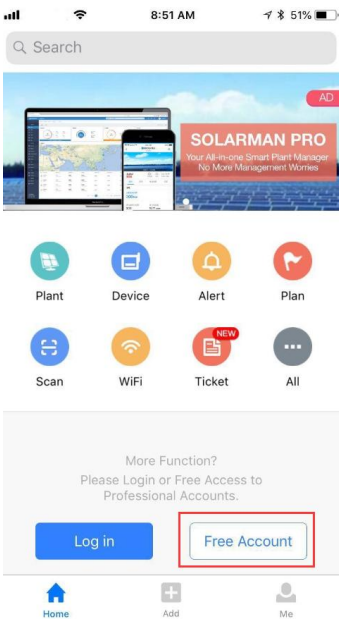 8:51 AM
51%
Search
AD
SOLARMAN PRO
Your All-in-one Smart Plant Manager
No More Management Worries
Plant Device Alert Plan
NEW
Scan WiFi Ticket All
More Function?
Please Login or Free Access to
Professional Accounts.
Log in Free Account
Home Add Me